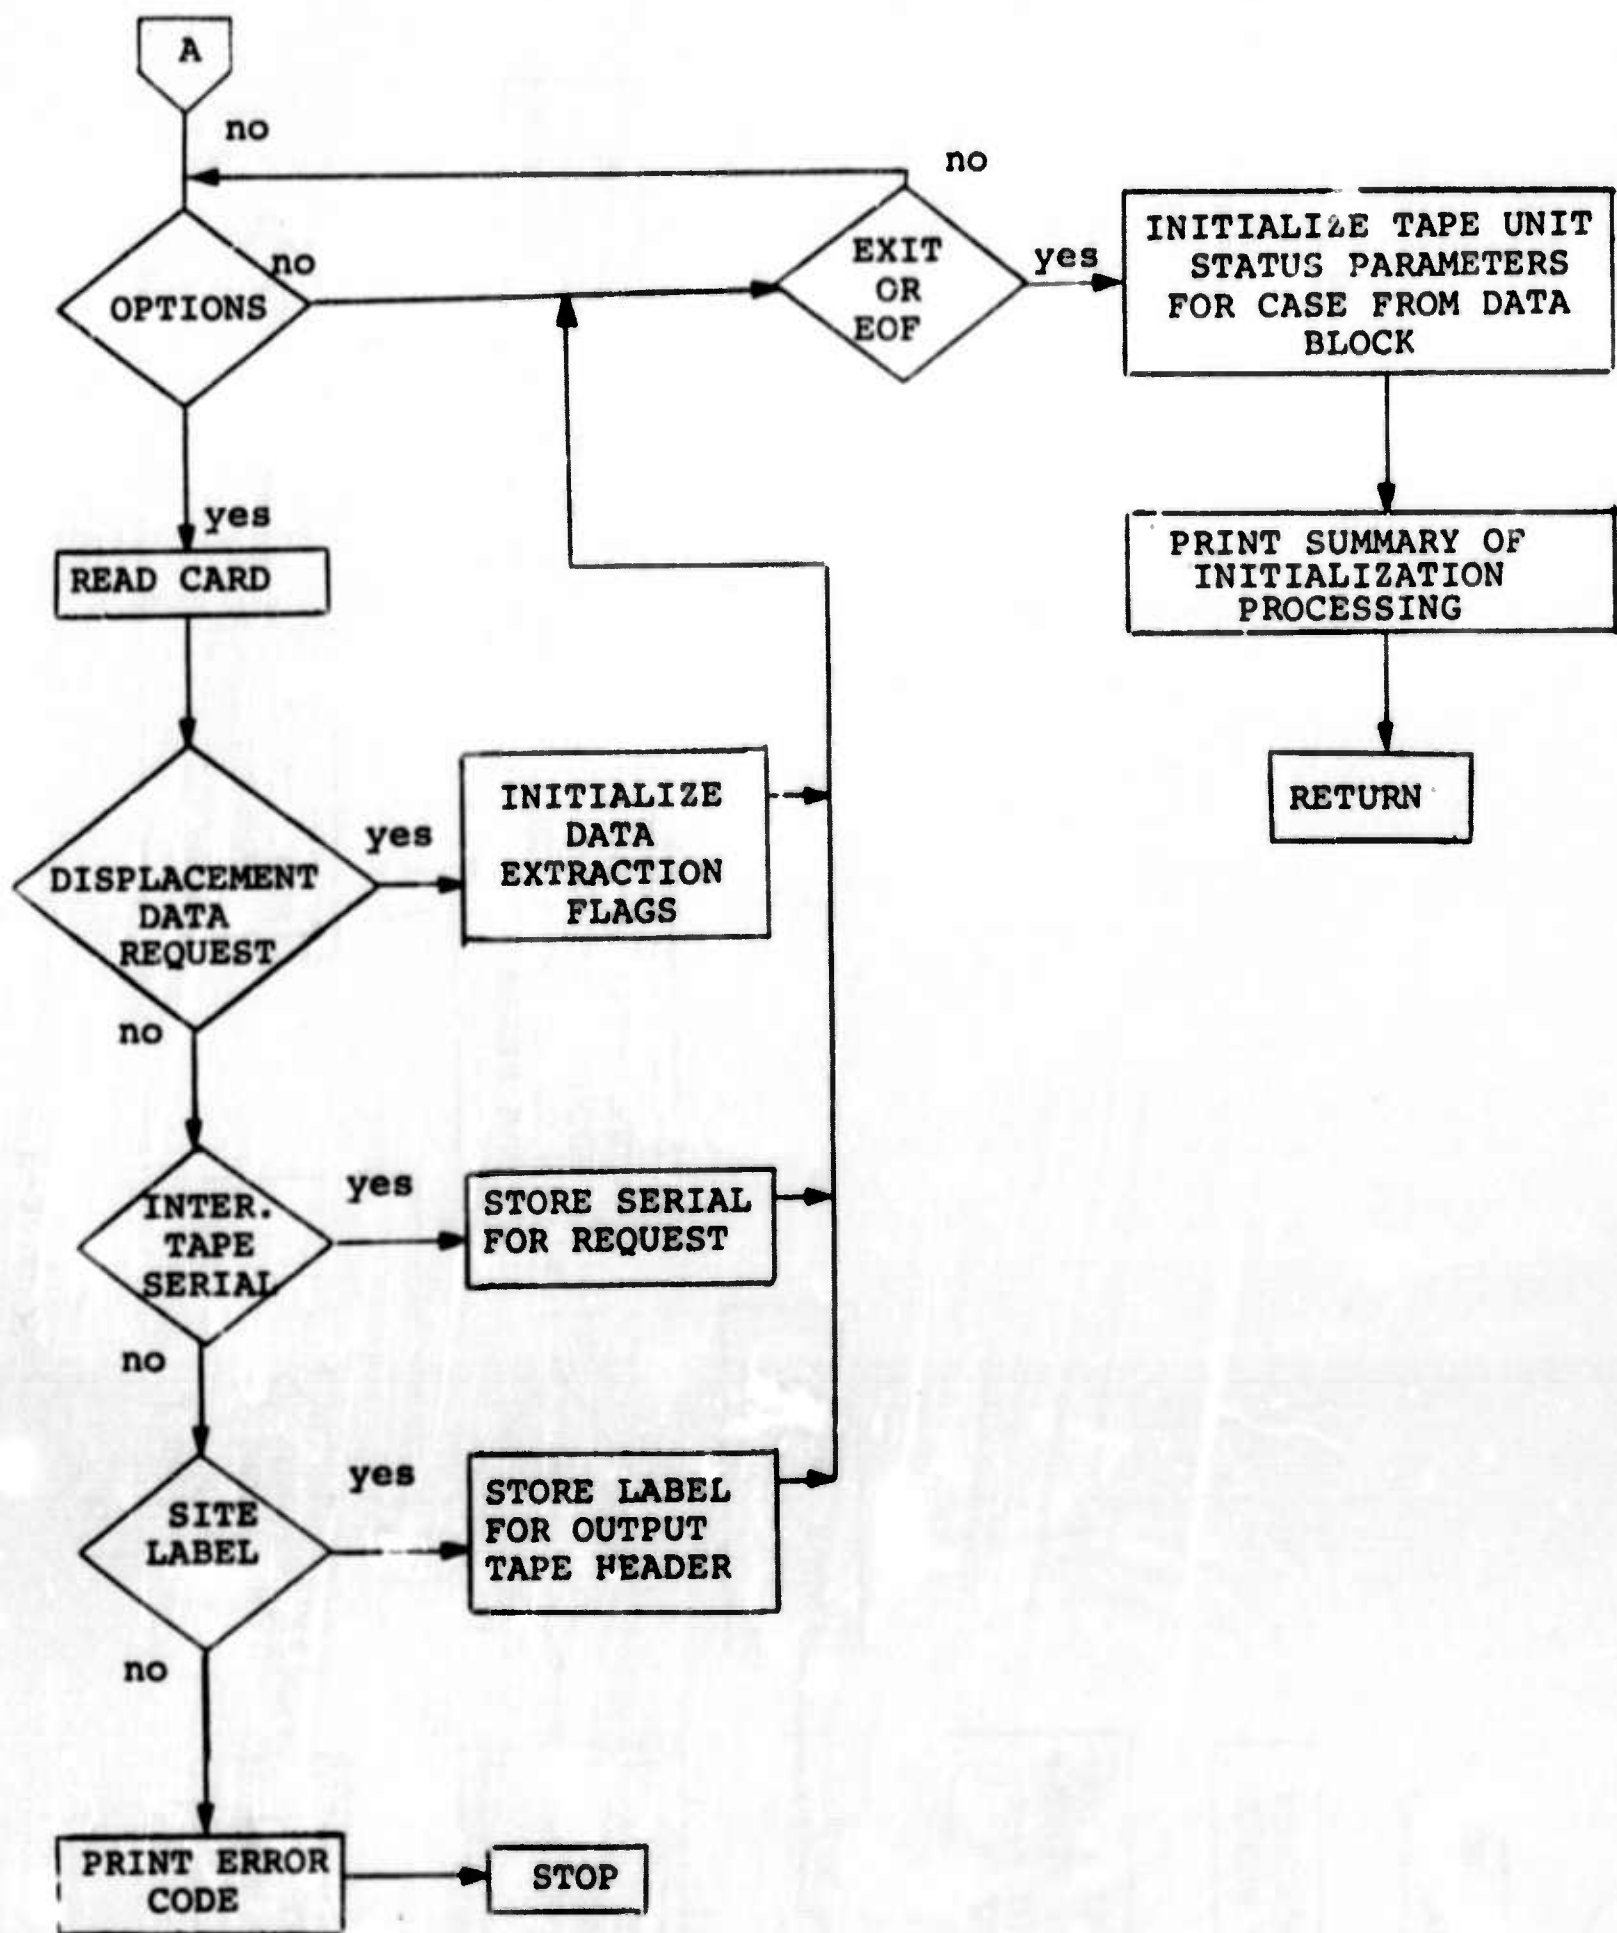 A
no
no
OPTIONS
no
EXIT
OR
EOF
yes
INITIALIZE TAPE UNIT
STATUS PARAMETERS
FOR CASE FROM DATA
BLOCK
yes
READ CARD
PRINT SUMMARY OF
INITIALIZATION
PROCESSING
RETURN
DISPLACEMENT
DATA
REQUEST
yes
INITIALIZE
DATA
EXTRACTION
FLAGS
no
INTER.
TAPE
SERIAL
yes
STORE SERIAL
FOR REQUEST
no
SITE
LABEL
yes
STORE LABEL
FOR OUTPUT
TAPE HEADER
no
PRINT ERROR
CODE
STOP